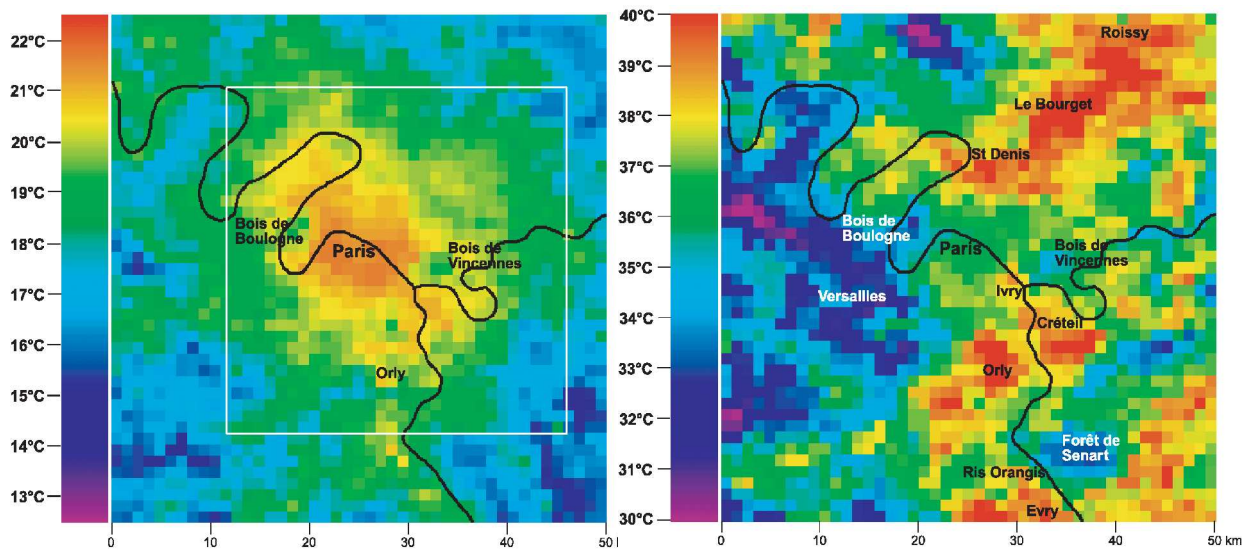 22°C
21°C
20°C
19°C
18°C
17°C
16°C
15°C
14°C
13°C
Bois de
Boulogne
Paris
Bois de
Vincennes
Orly
0
10
20
30
40
50
40°C
39°C
38°C
37°C
36°C
35°C
34°C
33°C
32°C
31°C
30°C
Roissy
Le Bourget
St Denis
Bois de
Boulogne
Paris
Bois de
Vincennes
Versailles
Ivry
Créteil
Orly
Forêt de
Senart
Ris Orangis
Evry
0
10
20
30
40
50 km